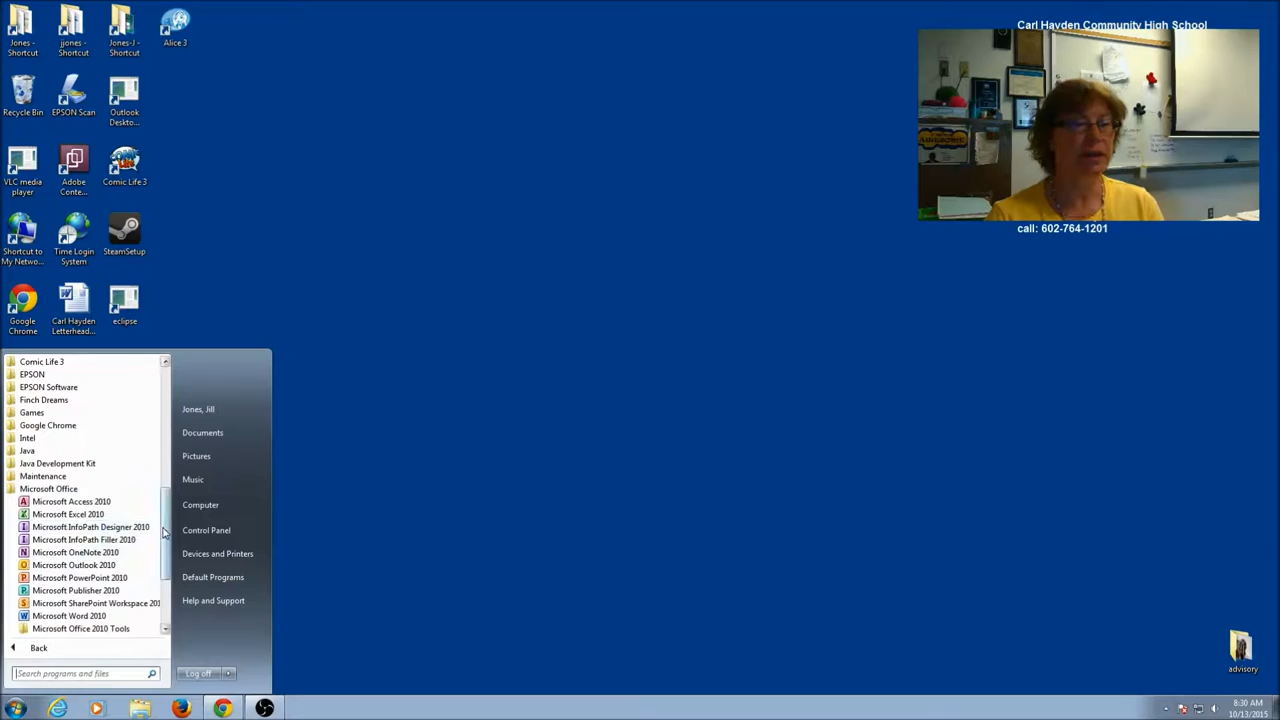 Jones -
Shortcut
jjones -
Shortcut
Jones-J -
Shortcut
Alice 3
Recycle Bin
EPSON Scan
Outlook
Deskto...
VLC media
player
Adobe
Conte...
Comic Life 3
Shortcut to
My Netwo...
Time Login
System
SteamSetup
Google
Chrome
Carl Hayden
Letterhead...
eclipse
Carl Hayden Community High School
call: 602-764-1201
Comic Life 3
EPSON
EPSON Software
Finch Dreams
Games
Google Chrome
Intel
Java
Java Development Kit
Maintenance
Microsoft Office
Microsoft Access 2010
Microsoft Excel 2010
Microsoft InfoPath Designer 2010
Microsoft InfoPath Filler 2010
Microsoft OneNote 2010
Microsoft Outlook 2010
Microsoft PowerPoint 2010
Microsoft Publisher 2010
Microsoft SharePoint Workspace 201
Microsoft Word 2010
Microsoft Office 2010 Tools
Back
Search programs and files
Jones, Jill
Documents
Pictures
Music
Computer
Control Panel
Devices and Printers
Default Programs
Help and Support
Log off
advisory
8:30 AM
10/13/2015